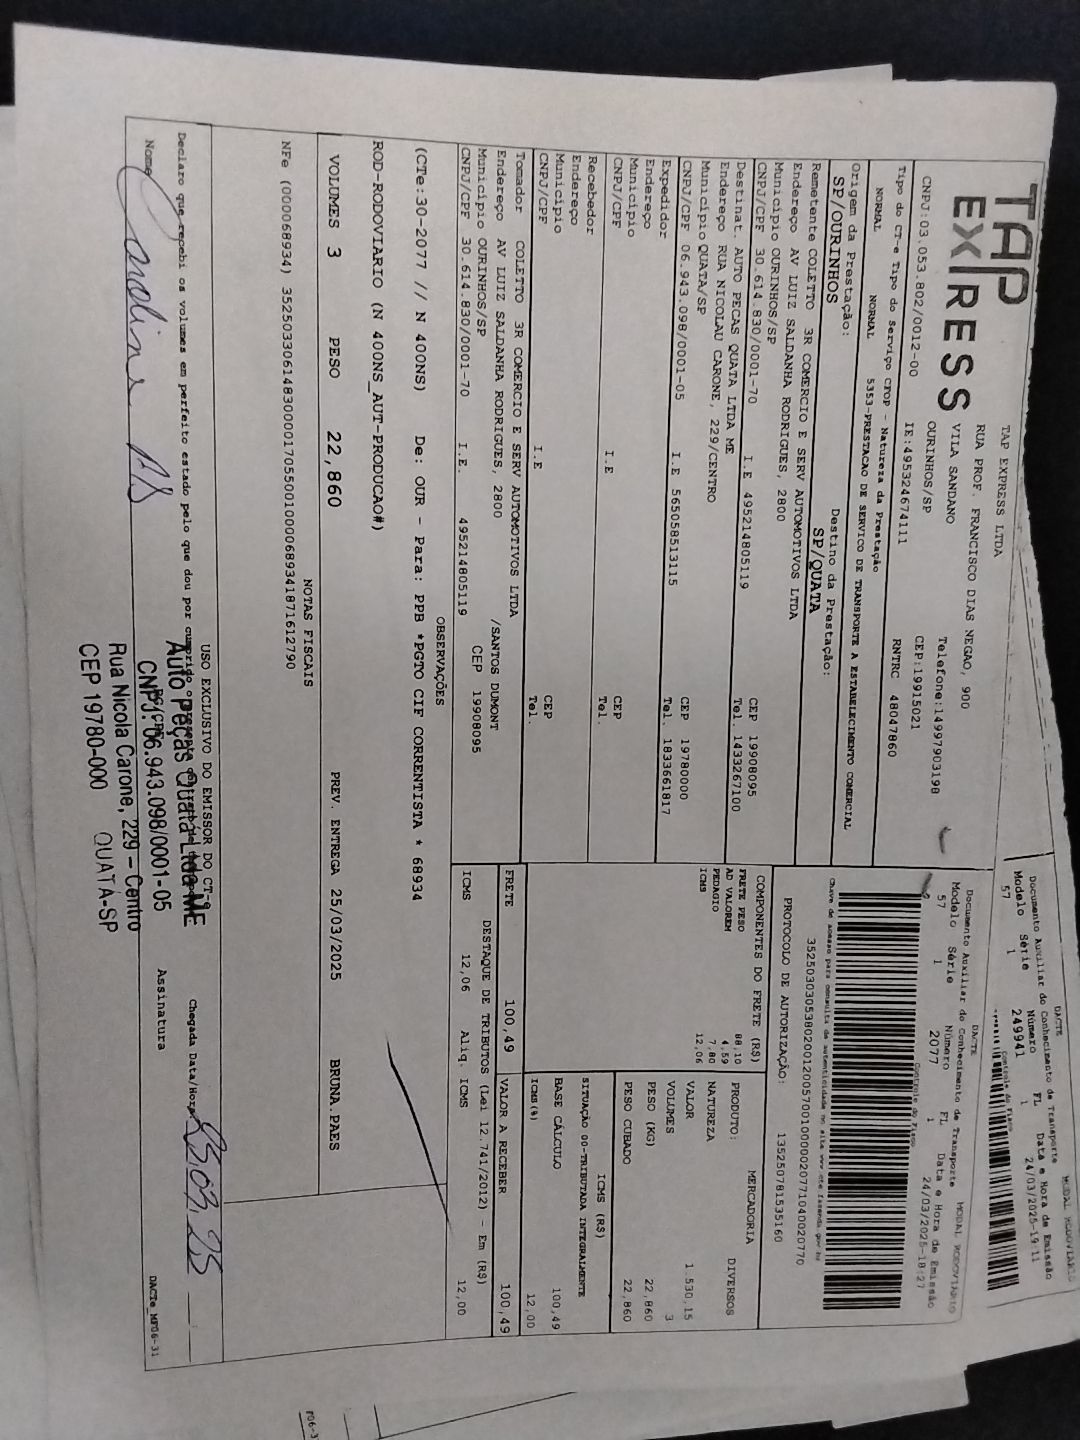 DACTE
MODAL RODOVIARIO
Documento Auxiliar do Conhecimento de Transporte
Modelo Série Número FL Data e Hora de Emissão
57 1 249941 1 24/03/2025-19:11
Controle do Fisco
TAP
EXPRESS
TAP EXPRESS LTDA
RUA PROF. FRANCISCO DIAS NEGAO, 900
VILA SANDANO
OURINHOS/SP
Telefone:14997903198
CEP:19915021
CNPJ:03.053.802/0012-00 IE:495324674111 RNTRC 48047860
DACTE MODAL RODOVIARIO
Documento Auxiliar do Conhecimento de Transporte
Modelo Série Número FL Data e Hora de Emissão
57 1 2077 1 24/03/2025-18:27
Controle do Fisco
Tipo do CT-e Tipo do Serviço CFOP - Natureza da Prestação
NORMAL NORMAL 5353-PRESTACAO DE SERVICO DE TRANSPORTE A ESTABELECIMENTO COMERCIAL
Chave de acesso para consulta de autenticidade no site www.cte.fazenda.gov.br
35250303053802001200570010000020771040020770
PROTOCOLO DE AUTORIZAÇÃO: 135250781535160
Origem da Prestação: Destino da Prestação:
SP/OURINHOS SP/QUATA
Remetente COLETTO 3R COMERCIO E SERV AUTOMOTIVOS LTDA
Endereço AV LUIZ SALDANHA RODRIGUES, 2800
Município OURINHOS/SP CEP 19908095
CNPJ/CPF 30.614.830/0001-70 I.E 495214805119 Tel. 1433267100
Destinat. AUTO PECAS QUATA LTDA ME
Endereço RUA NICOLAU CARONE, 229/CENTRO
Município QUATA/SP CEP 19780000
CNPJ/CPF 06.943.098/0001-05 I.E 565058513115 Tel. 1833661817
Expedidor
Endereço
Município CEP
CNPJ/CPF I.E Tel.
Recebedor
Endereço
Município CEP
CNPJ/CPF I.E Tel.
Tomador COLETTO 3R COMERCIO E SERV AUTOMOTIVOS LTDA
Endereço AV LUIZ SALDANHA RODRIGUES, 2800 /SANTOS DUMONT
Município OURINHOS/SP CEP 19908095
CNPJ/CPF 30.614.830/0001-70 I.E. 495214805119
COMPONENTES DO FRETE (R$)
FRETE PESO 88,10
AD VALOREM 4,59
PEDAGIO 7,80
ICMS 12,06
PRODUTO: MERCADORIA
NATUREZA DIVERSOS
VALOR 1.530,15
VOLUMES 3
PESO (KG) 22,860
PESO CUBADO 22,860
ICMS (R$)
SITUAÇÃO 00-TRIBUTADA INTEGRALMENTE
BASE CÁLCULO 100,49
ICMS(%) 12,00
FRETE 100,49 VALOR A RECEBER 100,49
DESTAQUE DE TRIBUTOS (Lei 12.741/2012) - Em (R$)
ICMS 12,06 Aliq. ICMS 12,00
OBSERVAÇÕES
(CTe:30-2077 // N 400NS) De: OUR - Para: PPB *PGTO CIF CORRENTISTA * 68934
ROD-RODOVIARIO (N 400NS_AUT-PRODUCAO#)
VOLUMES 3 PESO 22,860 PREV. ENTREGA 25/03/2025 BRUNA.PAES
NOTAS FISCAIS
NFe (000068934) 35250330614830000170550010000689341871612790
USO EXCLUSIVO DO EMISSOR DO CT-e
Declaro que recebi os volumes em perfeito estado pelo que dou por cumprido o
Chegada Data/Hora 25 03 25
Nome Assinatura
Auto Peças Quatá Ltda ME
CNPJ: 06.943.098/0001-05
Rua Nicola Carone, 229 – Centro
CEP 19780-000 QUATÁ-SP
DACTe_MF06-31